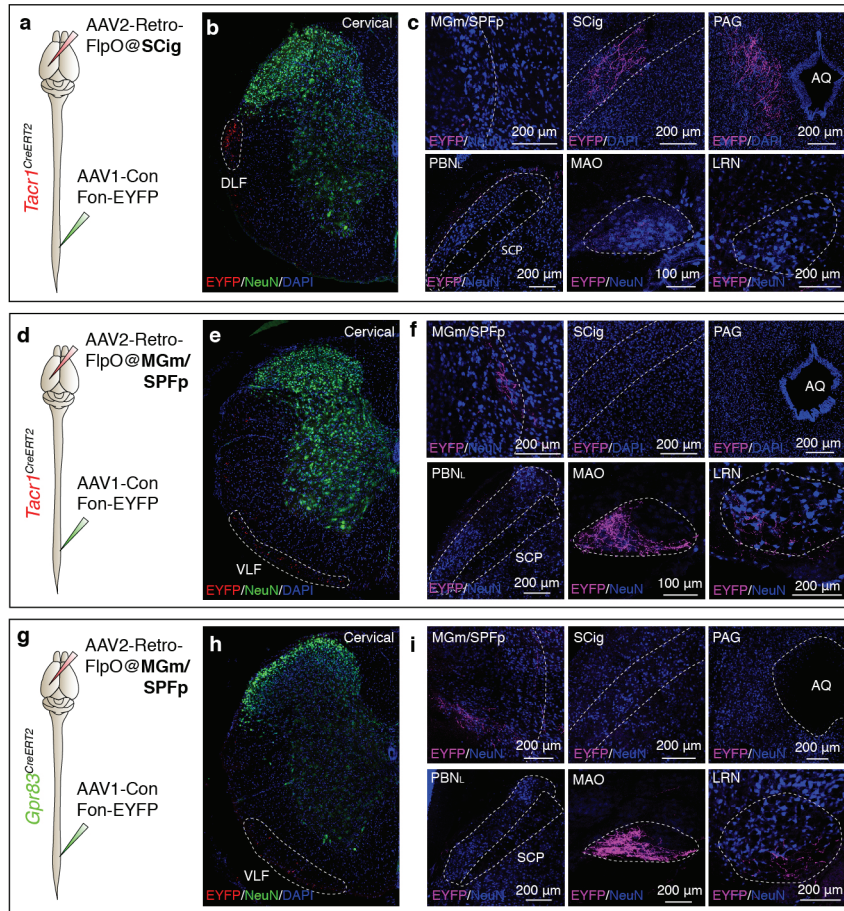 a
AAV2-Retro-
FlpO@SCig
Tacr1CreERT2
AAV1-Con
Fon-EYFP
b
Cervical
DLF
EYFP/NeuN/DAPI
c
MGm/SPFp
EYFP/NeuN
200 µm
SCig
EYFP/DAPI
200 µm
PAG
AQ
EYFP/DAPI
200 µm
PBNL
SCP
EYFP/NeuN
200 µm
MAO
EYFP/NeuN
100 µm
LRN
EYFP/NeuN
200 µm
d
AAV2-Retro-
FlpO@MGm/
SPFp
Tacr1CreERT2
AAV1-Con
Fon-EYFP
e
Cervical
VLF
EYFP/NeuN/DAPI
f
MGm/SPFp
EYFP/NeuN
200 µm
SCig
EYFP/DAPI
200 µm
PAG
AQ
EYFP/DAPI
200 µm
PBNL
SCP
EYFP/NeuN
200 µm
MAO
EYFP/NeuN
100 µm
LRN
EYFP/NeuN
200 µm
g
AAV2-Retro-
FlpO@MGm/
SPFp
Gpr83CreERT2
AAV1-Con
Fon-EYFP
h
Cervical
VLF
EYFP/NeuN/DAPI
i
MGm/SPFp
EYFP/NeuN
200 µm
SCig
EYFP/NeuN
200 µm
PAG
AQ
EYFP/NeuN
200 µm
PBNL
SCP
EYFP/NeuN
200 µm
MAO
EYFP/NeuN
100 µm
LRN
EYFP/NeuN
200 µm